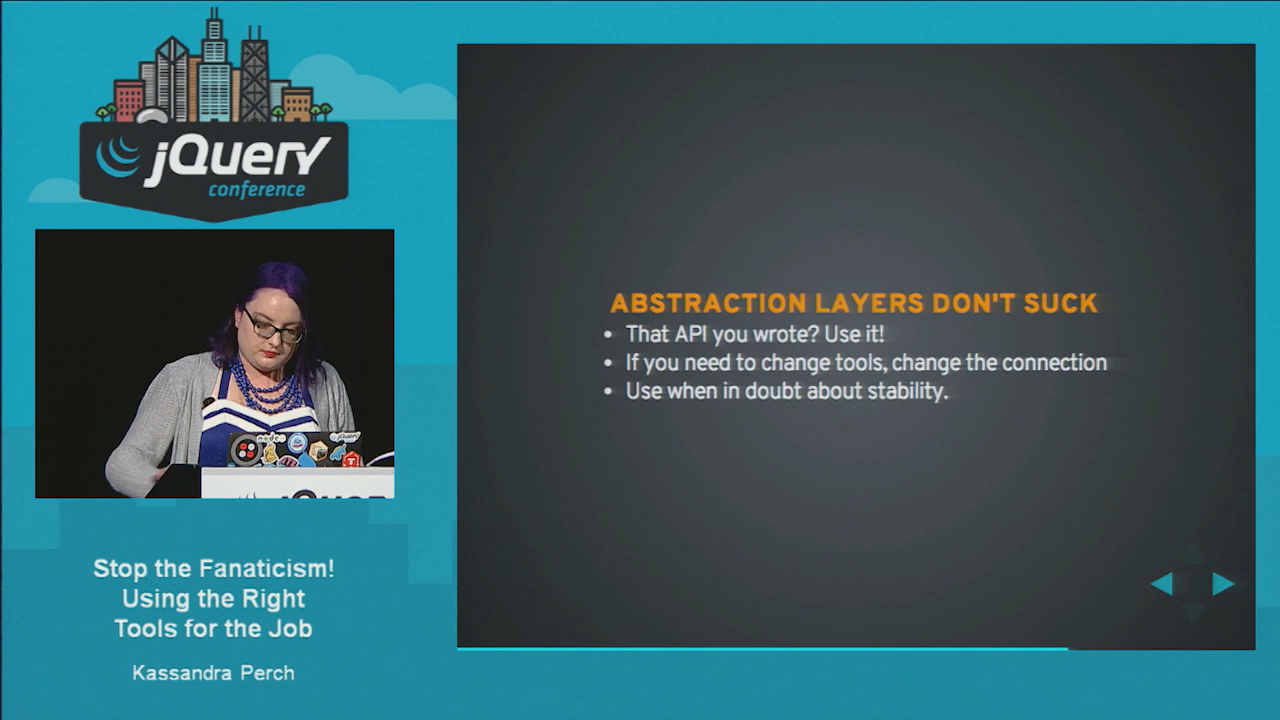 jQuery
conference
ABSTRACTION LAYERS DON'T SUCK
• That API you wrote? Use it!
• If you need to change tools, change the connection
• Use when in doubt about stability.
node
jQuery
Stop the Fanaticism!
Using the Right
Tools for the Job
Kassandra Perch